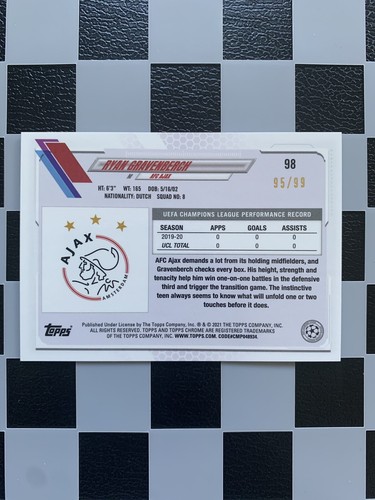 RYAN GRAVENBERCH
M AFC AJAX
98
95/99
HT: 6'3" WT: 165 DOB: 5/16/02
NATIONALITY: DUTCH SQUAD NO: 8
UEFA CHAMPIONS LEAGUE PERFORMANCE RECORD
SEASON APPS GOALS ASSISTS
2019-20 0 0 0
UCL TOTAL 0 0 0
AJAX
AMSTERDAM
AFC Ajax demands a lot from its holding midfielders, and
Gravenberch checks every box. His height, strength and
tenacity help him win one-on-one battles in the defensive
third and trigger the transition game. The instinctive
teen always seems to know what will unfold one or two
touches before it does.
Topps
Published Under License by The Topps Company, Inc. ® & © 2021 THE TOPPS COMPANY, INC.
ALL RIGHTS RESERVED. TOPPS AND TOPPS CHROME ARE REGISTERED TRADEMARKS
OF THE TOPPS COMPANY, INC. WWW.TOPPS.COM. CODE#CMP048934.